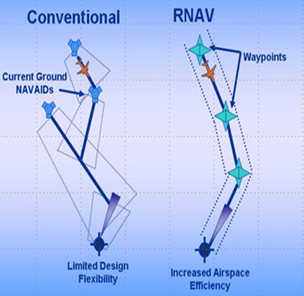 Conventional
RNAV
Waypoints
Current Ground
NAVAIDs
Limited Design
Flexibility
Increased Airspace
Efficiency